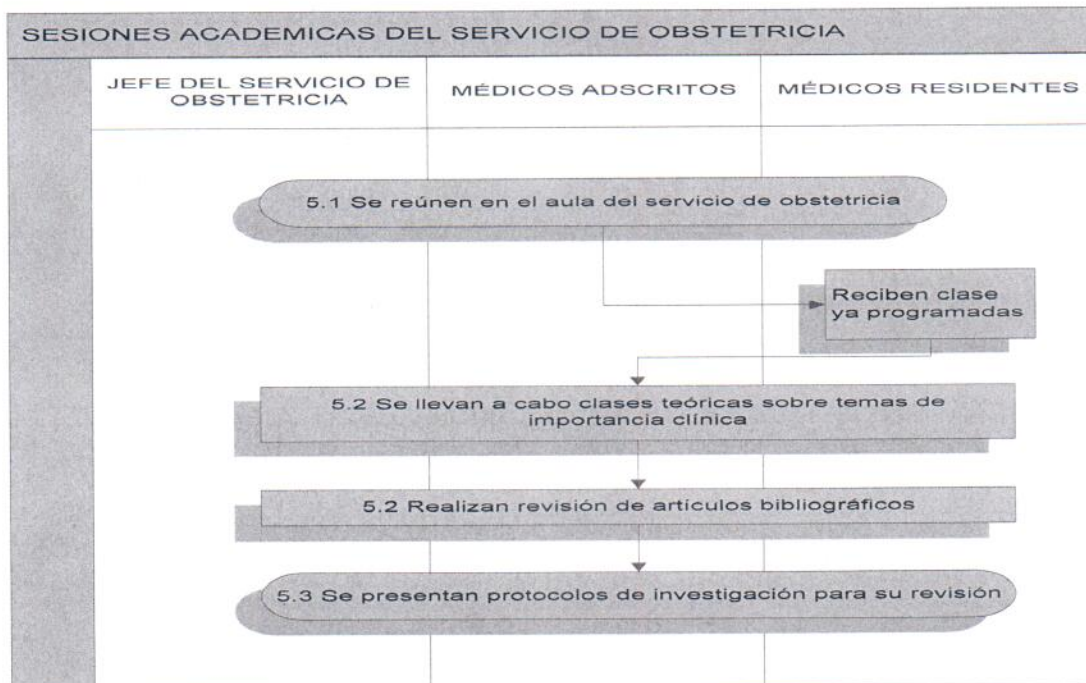 SESIONES ACADEMICAS DEL SERVICIO DE OBSTETRICIA
JEFE DEL SERVICIO DE
OBSTETRICIA
MÉDICOS ADSCRITOS
MÉDICOS RESIDENTES
5.1 Se reúnen en el aula del servicio de obstetricia
Reciben clase
ya programadas
5.2 Se llevan a cabo clases teóricas sobre temas de
importancia clínica
5.2 Realizan revisión de artículos bibliográficos
5.3 Se presentan protocolos de investigación para su revisión